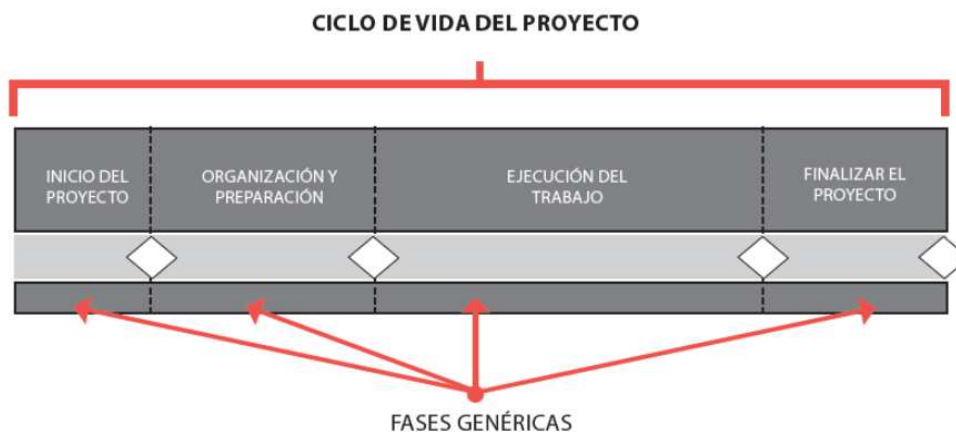 CICLO DE VIDA DEL PROYECTO
INICIO DEL
PROYECTO
ORGANIZACIÓN Y
PREPARACIÓN
EJECUCIÓN DEL
TRABAJO
FINALIZAR EL
PROYECTO
FASES GENÉRICAS